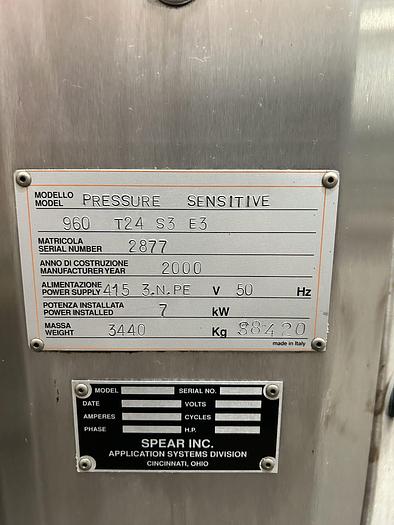 MODELLO
MODEL PRESSURE SENSITIVE
960 T24 S3 E3
MATRICOLA
SERIAL NUMBER 2877
ANNO DI COSTRUZIONE
MANUFACTURER YEAR 2000
ALIMENTAZIONE
POWER SUPPLY 415 3.N.PE V 50 Hz
POTENZA INSTALLATA
POWER INSTALLED 7 kW
MASSA
WEIGHT 3440 Kg
made in Italy
MODEL SERIAL NO.
DATE VOLTS
AMPERES CYCLES
PHASE H.P.
SPEAR INC.
APPLICATION SYSTEMS DIVISION
CINCINNATI, OHIO